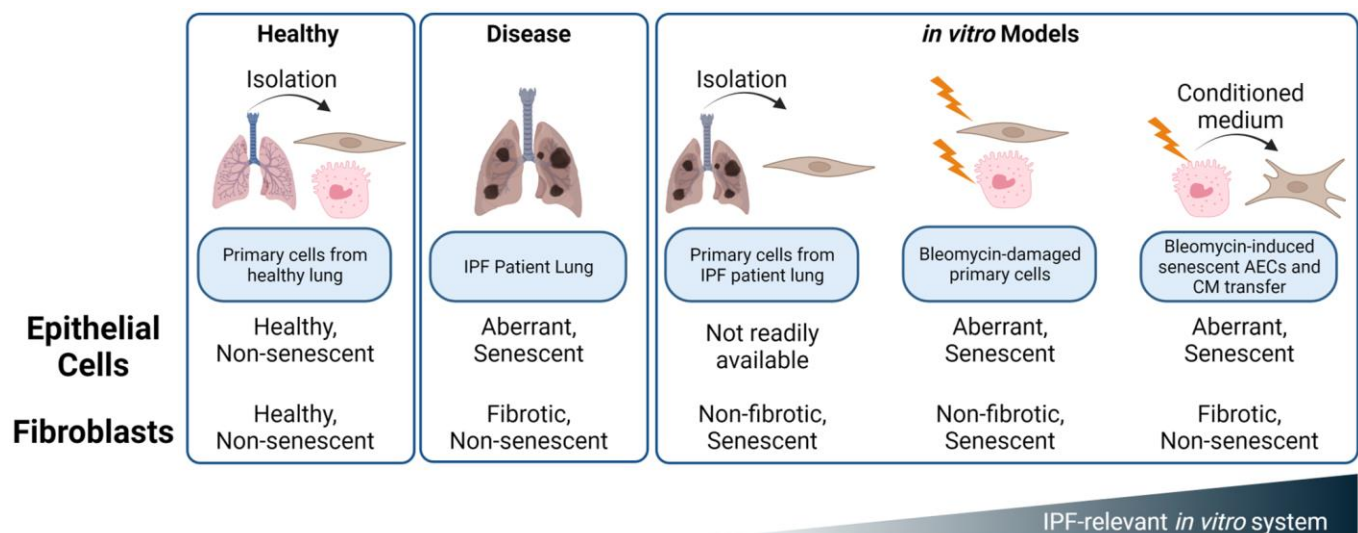 Healthy
Disease
in vitro Models
Isolation
Isolation
Conditioned
medium
Primary cells from
healthy lung
IPF Patient Lung
Primary cells from
IPF patient lung
Bleomycin-damaged
primary cells
Bleomycin-induced
senescent AECs and
CM transfer
Epithelial
Cells
Healthy,
Non-senescent
Aberrant,
Senescent
Not readily
available
Aberrant,
Senescent
Aberrant,
Senescent
Fibroblasts
Healthy,
Non-senescent
Fibrotic,
Non-senescent
Non-fibrotic,
Senescent
Non-fibrotic,
Senescent
Fibrotic,
Non-senescent
IPF-relevant in vitro system